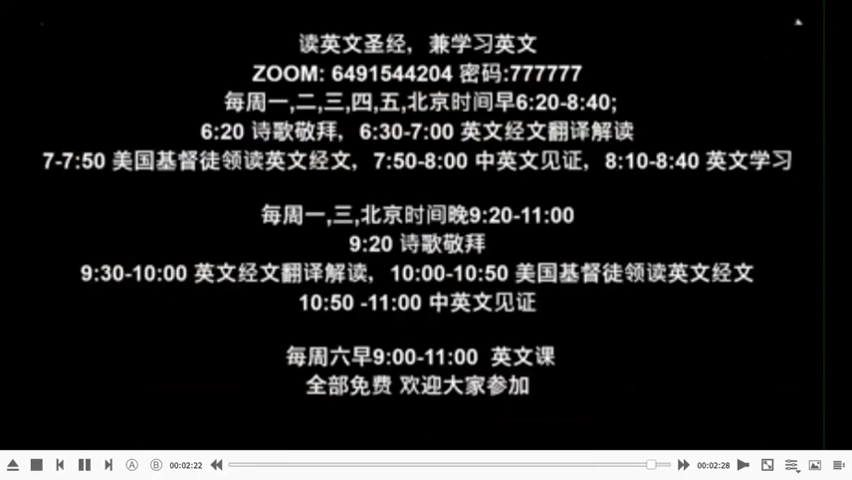 读英文圣经，兼学习英文
ZOOM: 6491544204 密码:777777
每周一,二,三,四,五,北京时间早6:20-8:40;
6:20 诗歌敬拜，6:30-7:00 英文经文翻译解读
7-7:50 美国基督徒领读英文经文，7:50-8:00 中英文见证，8:10-8:40 英文学习
每周一,三,北京时间晚9:20-11:00
9:20 诗歌敬拜
9:30-10:00 英文经文翻译解读，10:00-10:50 美国基督徒领读英文经文
10:50 -11:00 中英文见证
每周六早9:00-11:00 英文课
全部免费 欢迎大家参加
A B 00:02:22 00:02:28